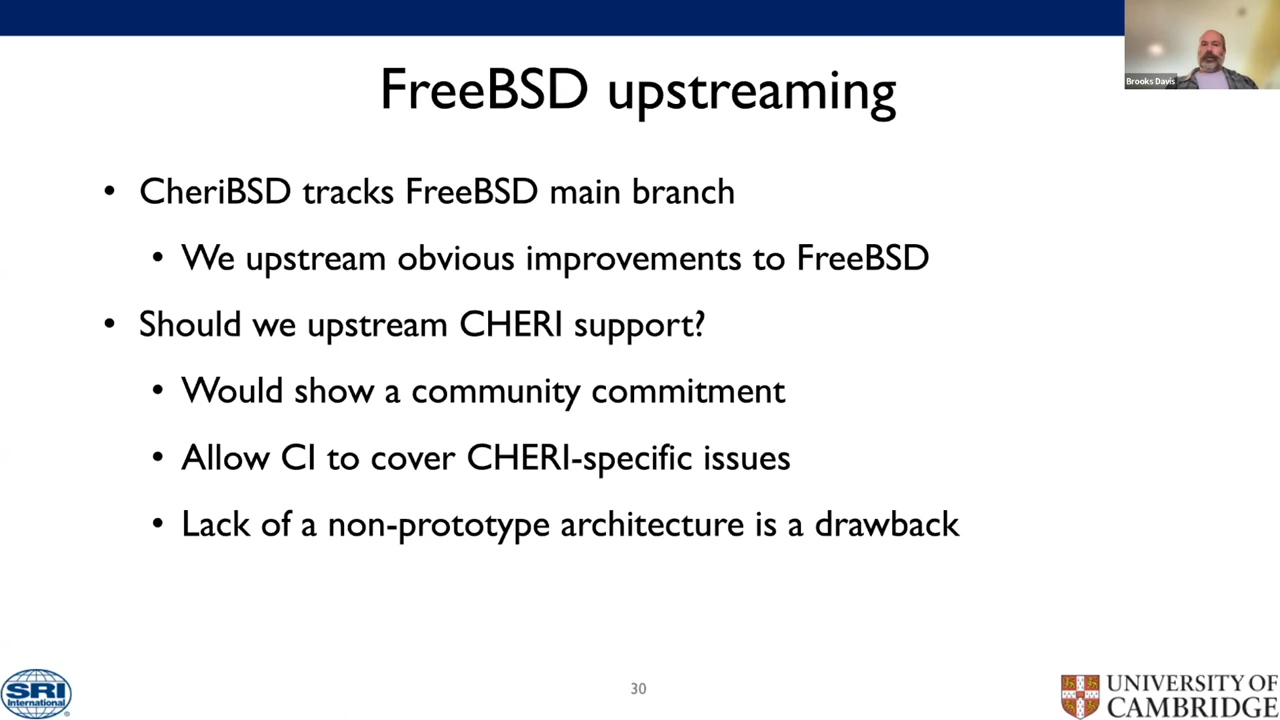 Brooks Davis
FreeBSD upstreaming
• CheriBSD tracks FreeBSD main branch
• We upstream obvious improvements to FreeBSD
• Should we upstream CHERI support?
• Would show a community commitment
• Allow CI to cover CHERI-specific issues
• Lack of a non-prototype architecture is a drawback
SRI
International®
30
UNIVERSITY OF
CAMBRIDGE